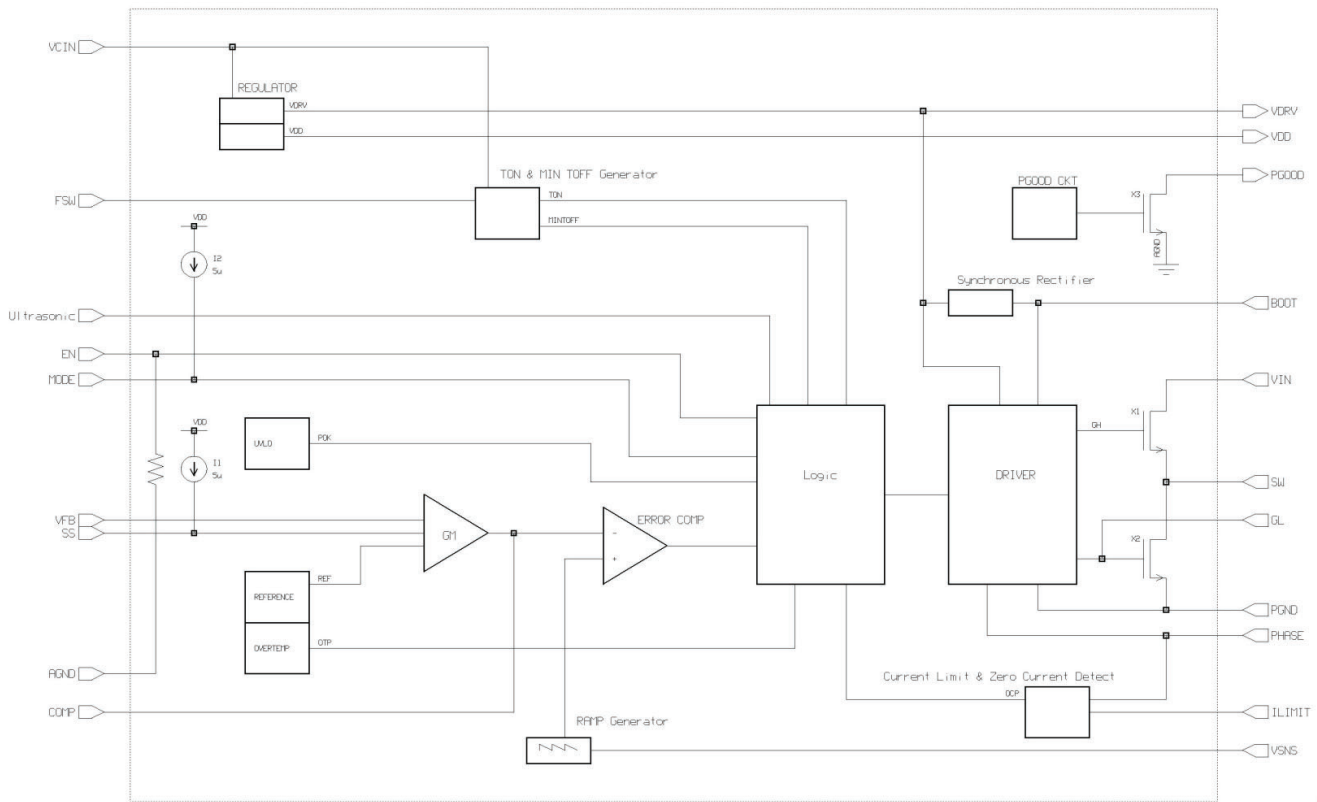 VCIN
REGULATOR
VDRV
VDRV
VDD
VDD
TON & MIN TOFF Generator
PGOOD CKT
PGOOD
X3
FSW
TON
MINTOFF
AGND
VDD
I2
5u
Synchronous Rectifier
BOOT
Ultrasonic
EN
MODE
VIN
X1
GH
VDD
UVLO
POK
I1
5u
Logic
DRIVER
SW
VFB
SS
GM
ERROR COMP
-
+
GL
X2
REF
REFERENCE
OVERTEMP
OTP
PGND
PHASE
AGND
Current Limit & Zero Current Detect
OCP
COMP
RAMP Generator
ILIMIT
VSNS